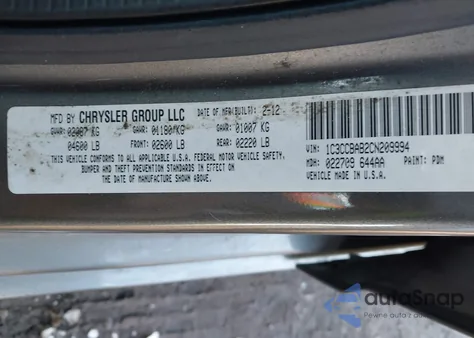 MFD BY CHRYSLER GROUP LLC DATE OF MFR(BUILT): 2-12
GVWR: 02087 KG GAWR: 01180 KG GAWR: 01007 KG
04600 LB FRONT: 02600 LB REAR: 02220 LB
THIS VEHICLE CONFORMS TO ALL APPLICABLE FEDERAL MOTOR-VEHICLE SAFETY,
BUMPER AND THEFT PREVENTION STANDARDS IN EFFECT ON
THE DATE OF MANUFACTURE SHOWN ABOVE.
VIN: 1C3CCBAB2CN209994
MDH: 022709 644AA PAINT: PDM
VEHICLE MADE IN U.S.A.
autoSnap
Pewne auta z